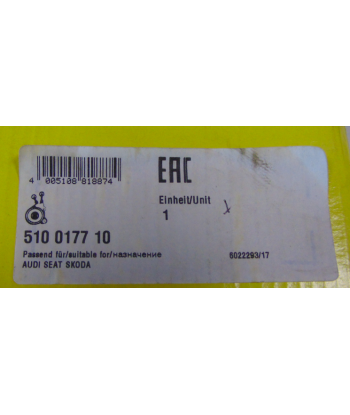 4 005108 818874
EAC
Einheit/Unit
1
510 0177 10
Passend für/suitable for/назначение
AUDI SEAT SKODA
6022293/17